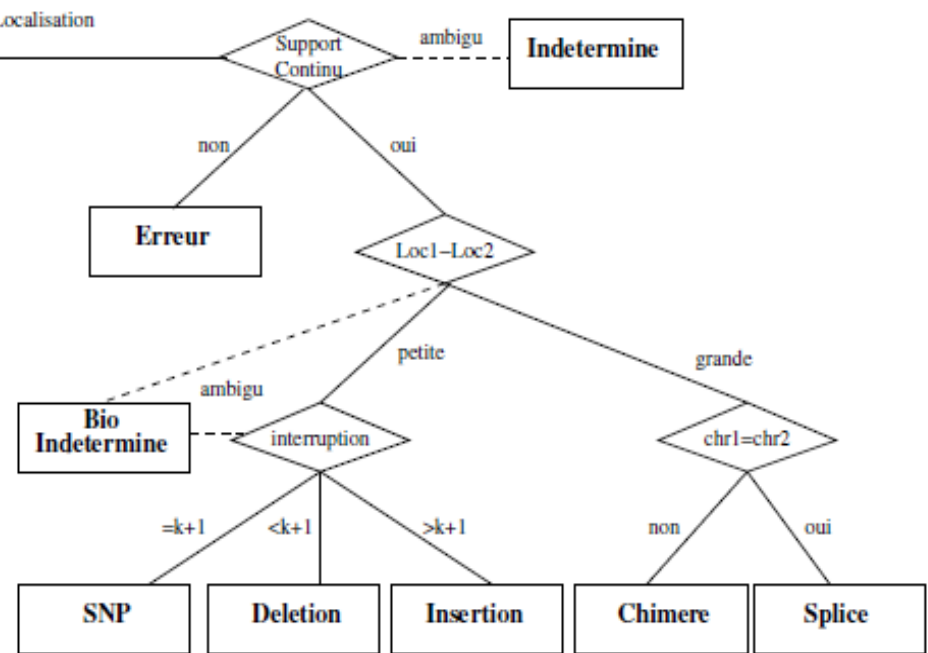 Localisation
Support
Continu
ambigu
Indetermine
non
oui
Erreur
Loc1-Loc2
petite
grande
ambigu
Bio
Indetermine
interruption
chr1=chr2
=k+1
<k+1
>k+1
non
oui
SNP
Deletion
Insertion
Chimere
Splice